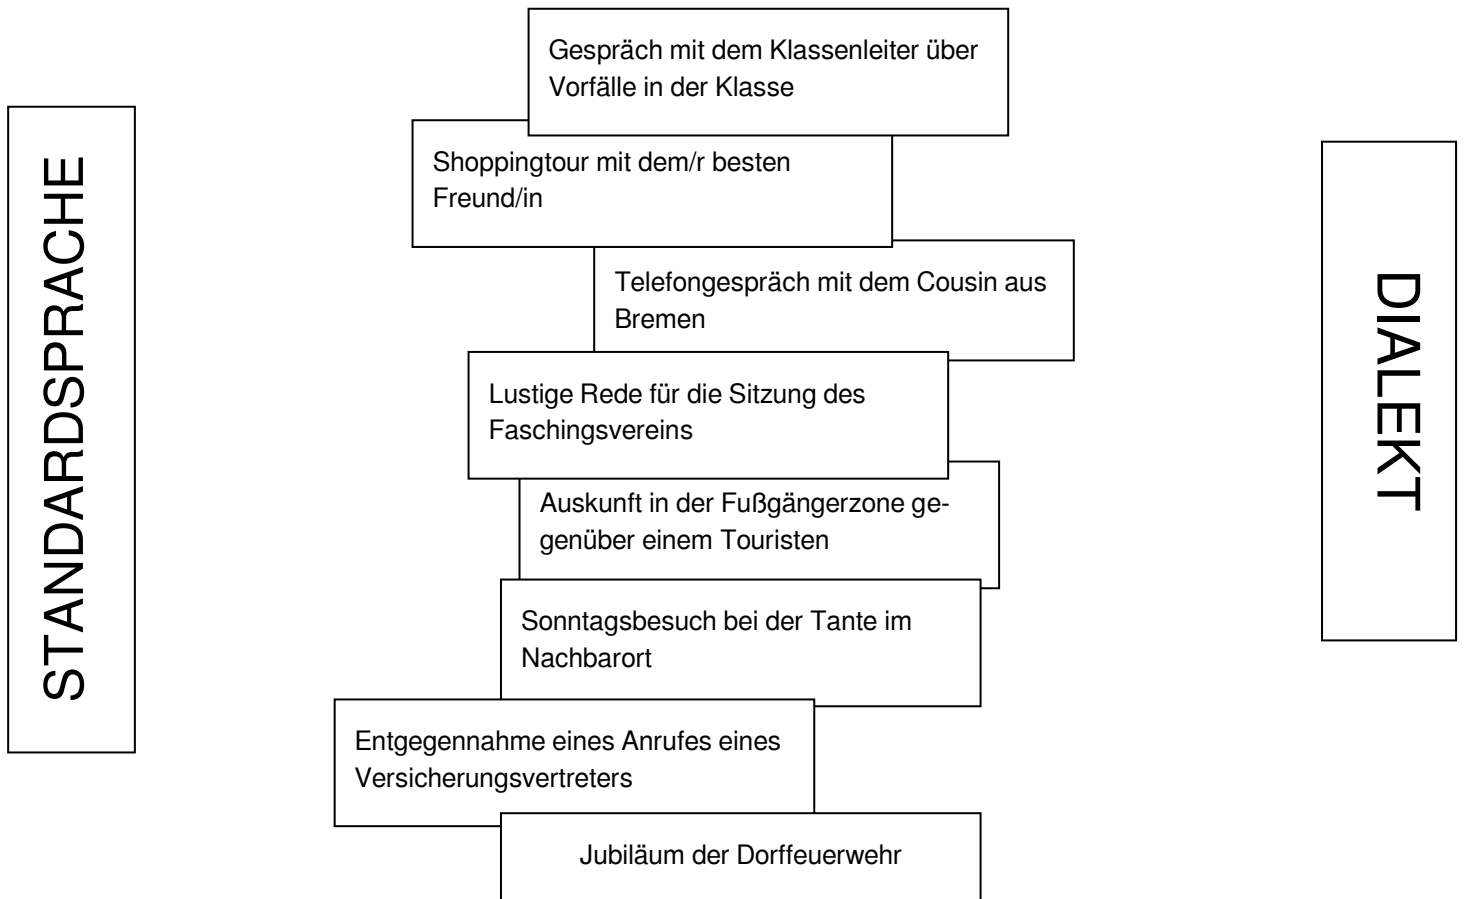 STANDARDSPRACHE
Gespräch mit dem Klassenleiter über
Vorfälle in der Klasse
Shoppingtour mit dem/r besten
Freund/in
Telefongespräch mit dem Cousin aus
Bremen
Lustige Rede für die Sitzung des
Faschingsvereins
Auskunft in der Fußgängerzone ge-
genüber einem Touristen
Sonntagsbesuch bei der Tante im
Nachbarort
Entgegennahme eines Anrufes eines
Versicherungsvertreters
Jubiläum der Dorffeuerwehr
DIALEKT